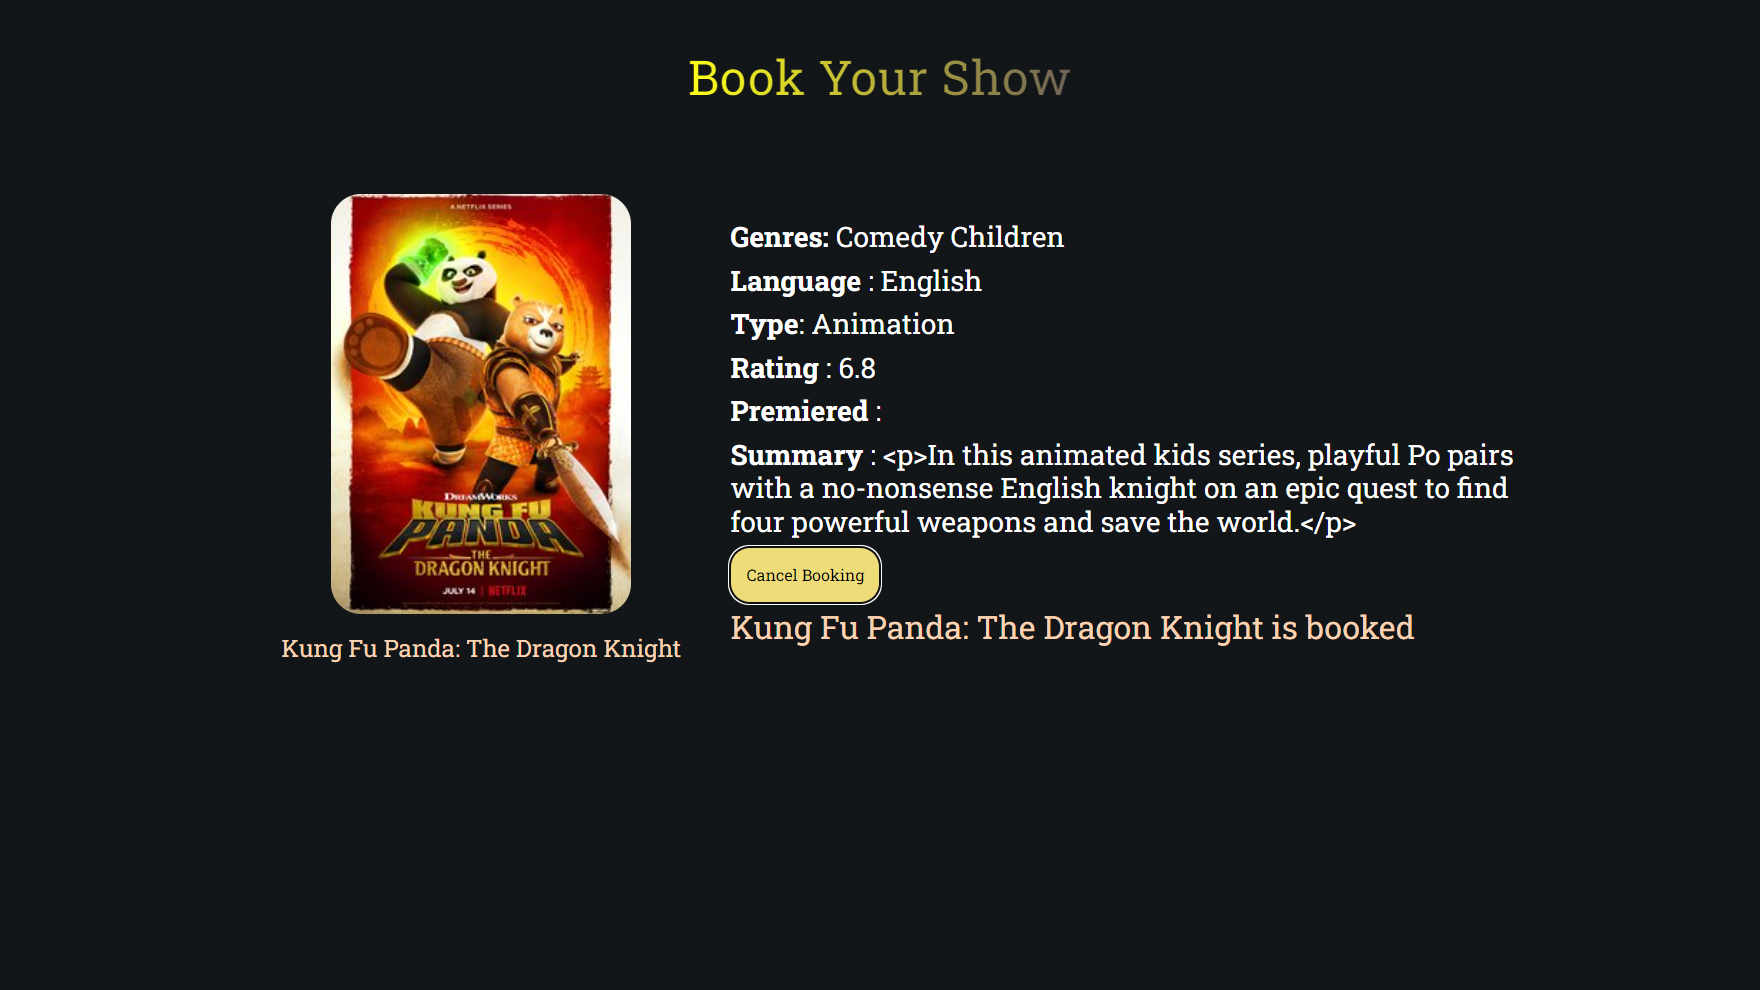 Book Your Show
A NETFLIX SERIES
DREAMWORKS
KUNG FU
PANDA
THE
DRAGON KNIGHT
JULY 14 | NETFLIX
Kung Fu Panda: The Dragon Knight
Genres: Comedy Children
Language : English
Type: Animation
Rating : 6.8
Premiered :
Summary : <p>In this animated kids series, playful Po pairs
with a no-nonsense English knight on an epic quest to find
four powerful weapons and save the world.</p>
Cancel Booking
Kung Fu Panda: The Dragon Knight is booked